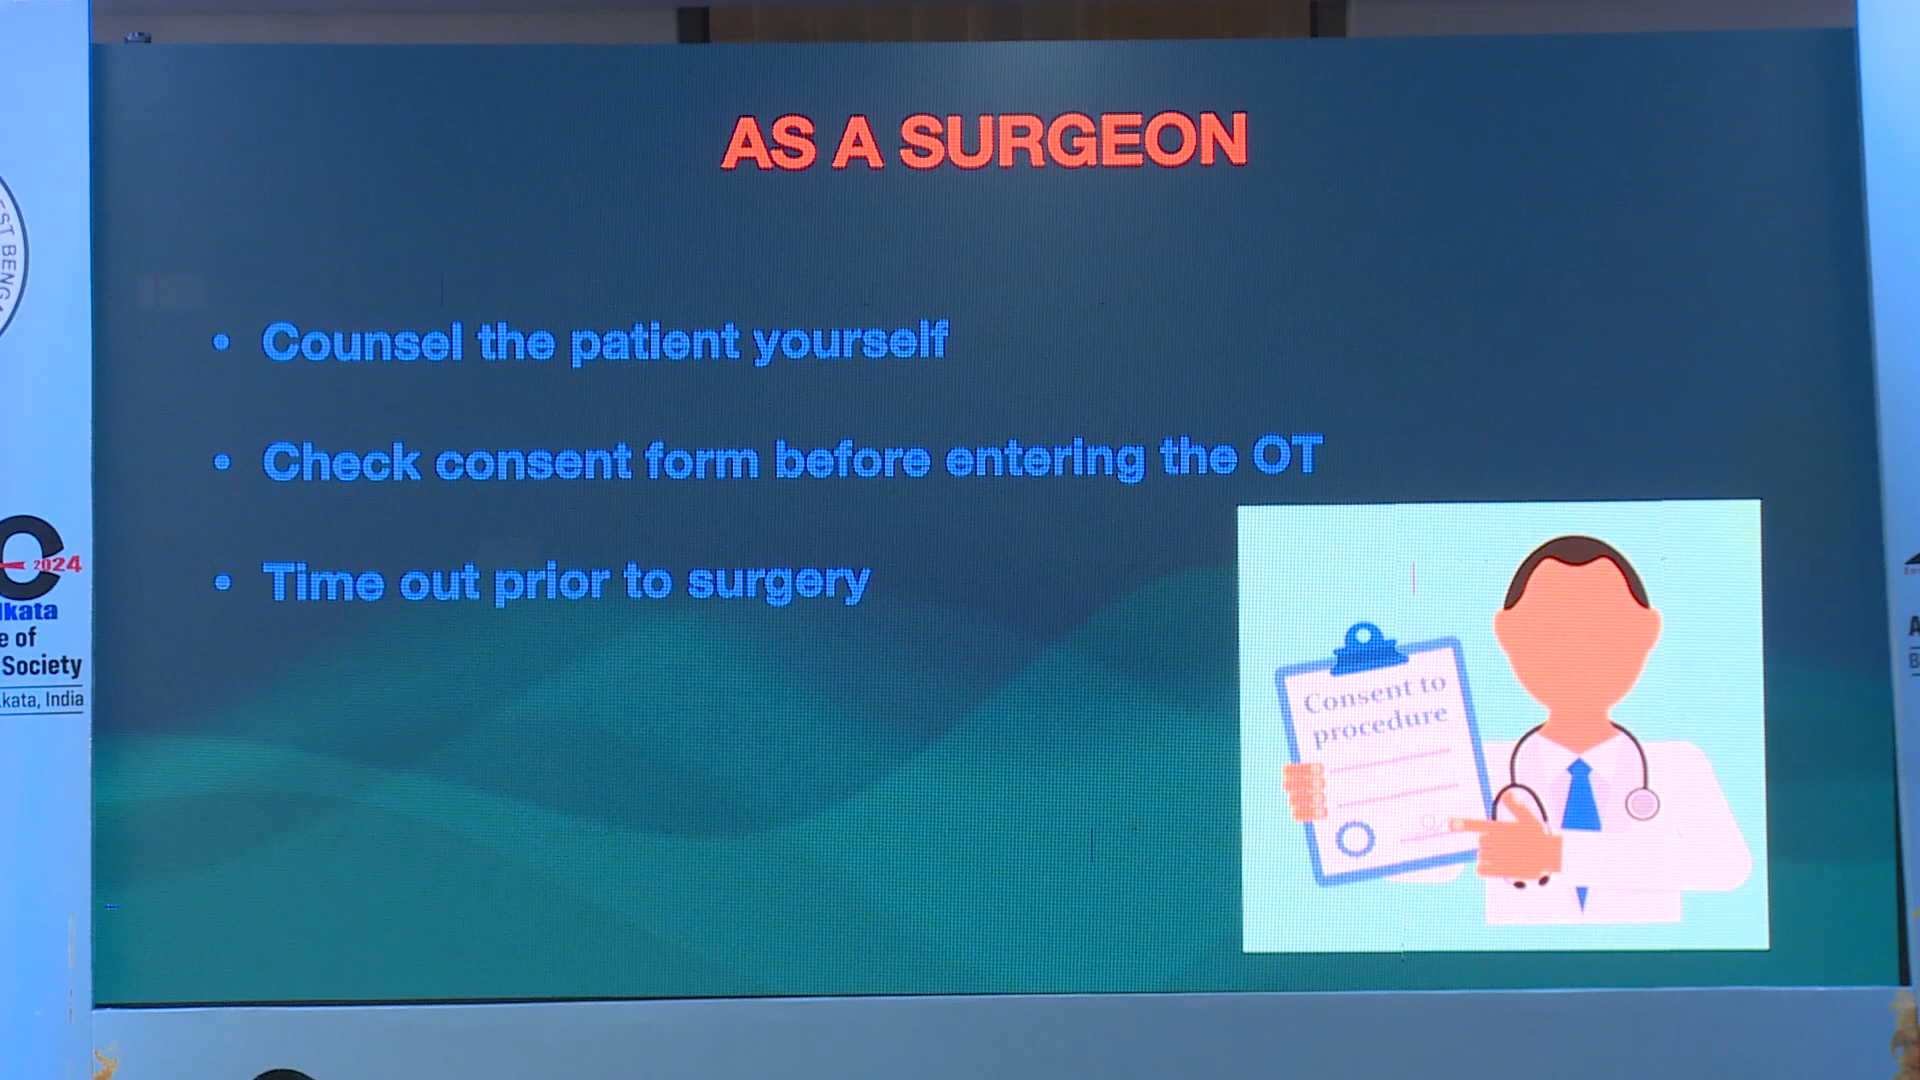 AS A SURGEON
• Counsel the patient yourself
• Check consent form before entering the OT
• Time out prior to surgery
Consent to
procedure
2024
e of
Society
kata, India